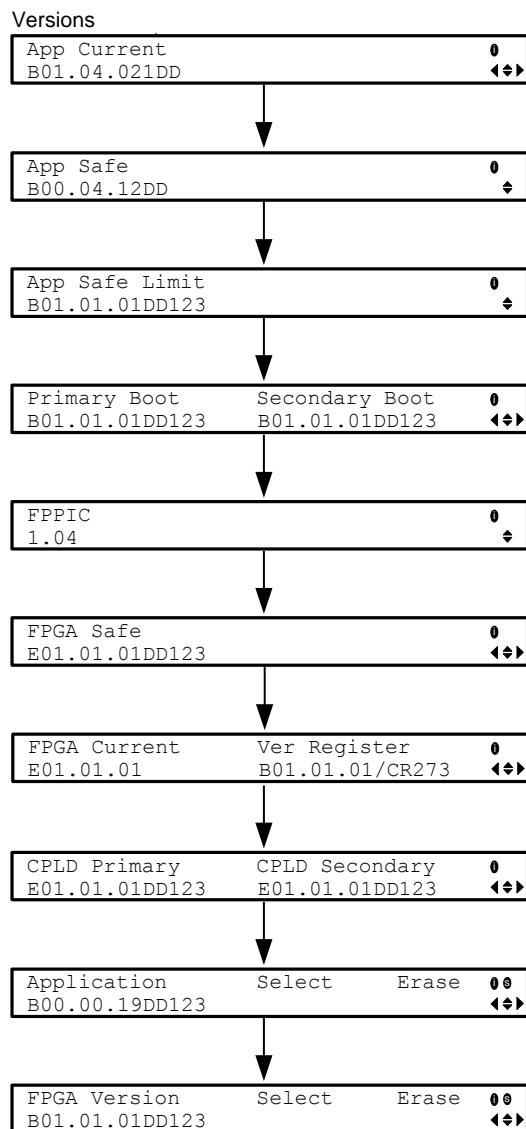 Versions
App Current
B01.04.021DD
App Safe
B00.04.12DD
App Safe Limit
B01.01.01DD123
Primary Boot Secondary Boot
B01.01.01DD123 B01.01.01DD123
FPPIC
1.04
FPGA Safe
E01.01.01DD123
FPGA Current Ver Register
E01.01.01 B01.01.01/CR273
CPLD Primary CPLD Secondary
E01.01.01DD123 E01.01.01DD123
Application Select Erase
B00.00.19DD123
FPGA Version Select Erase
B01.01.01DD123